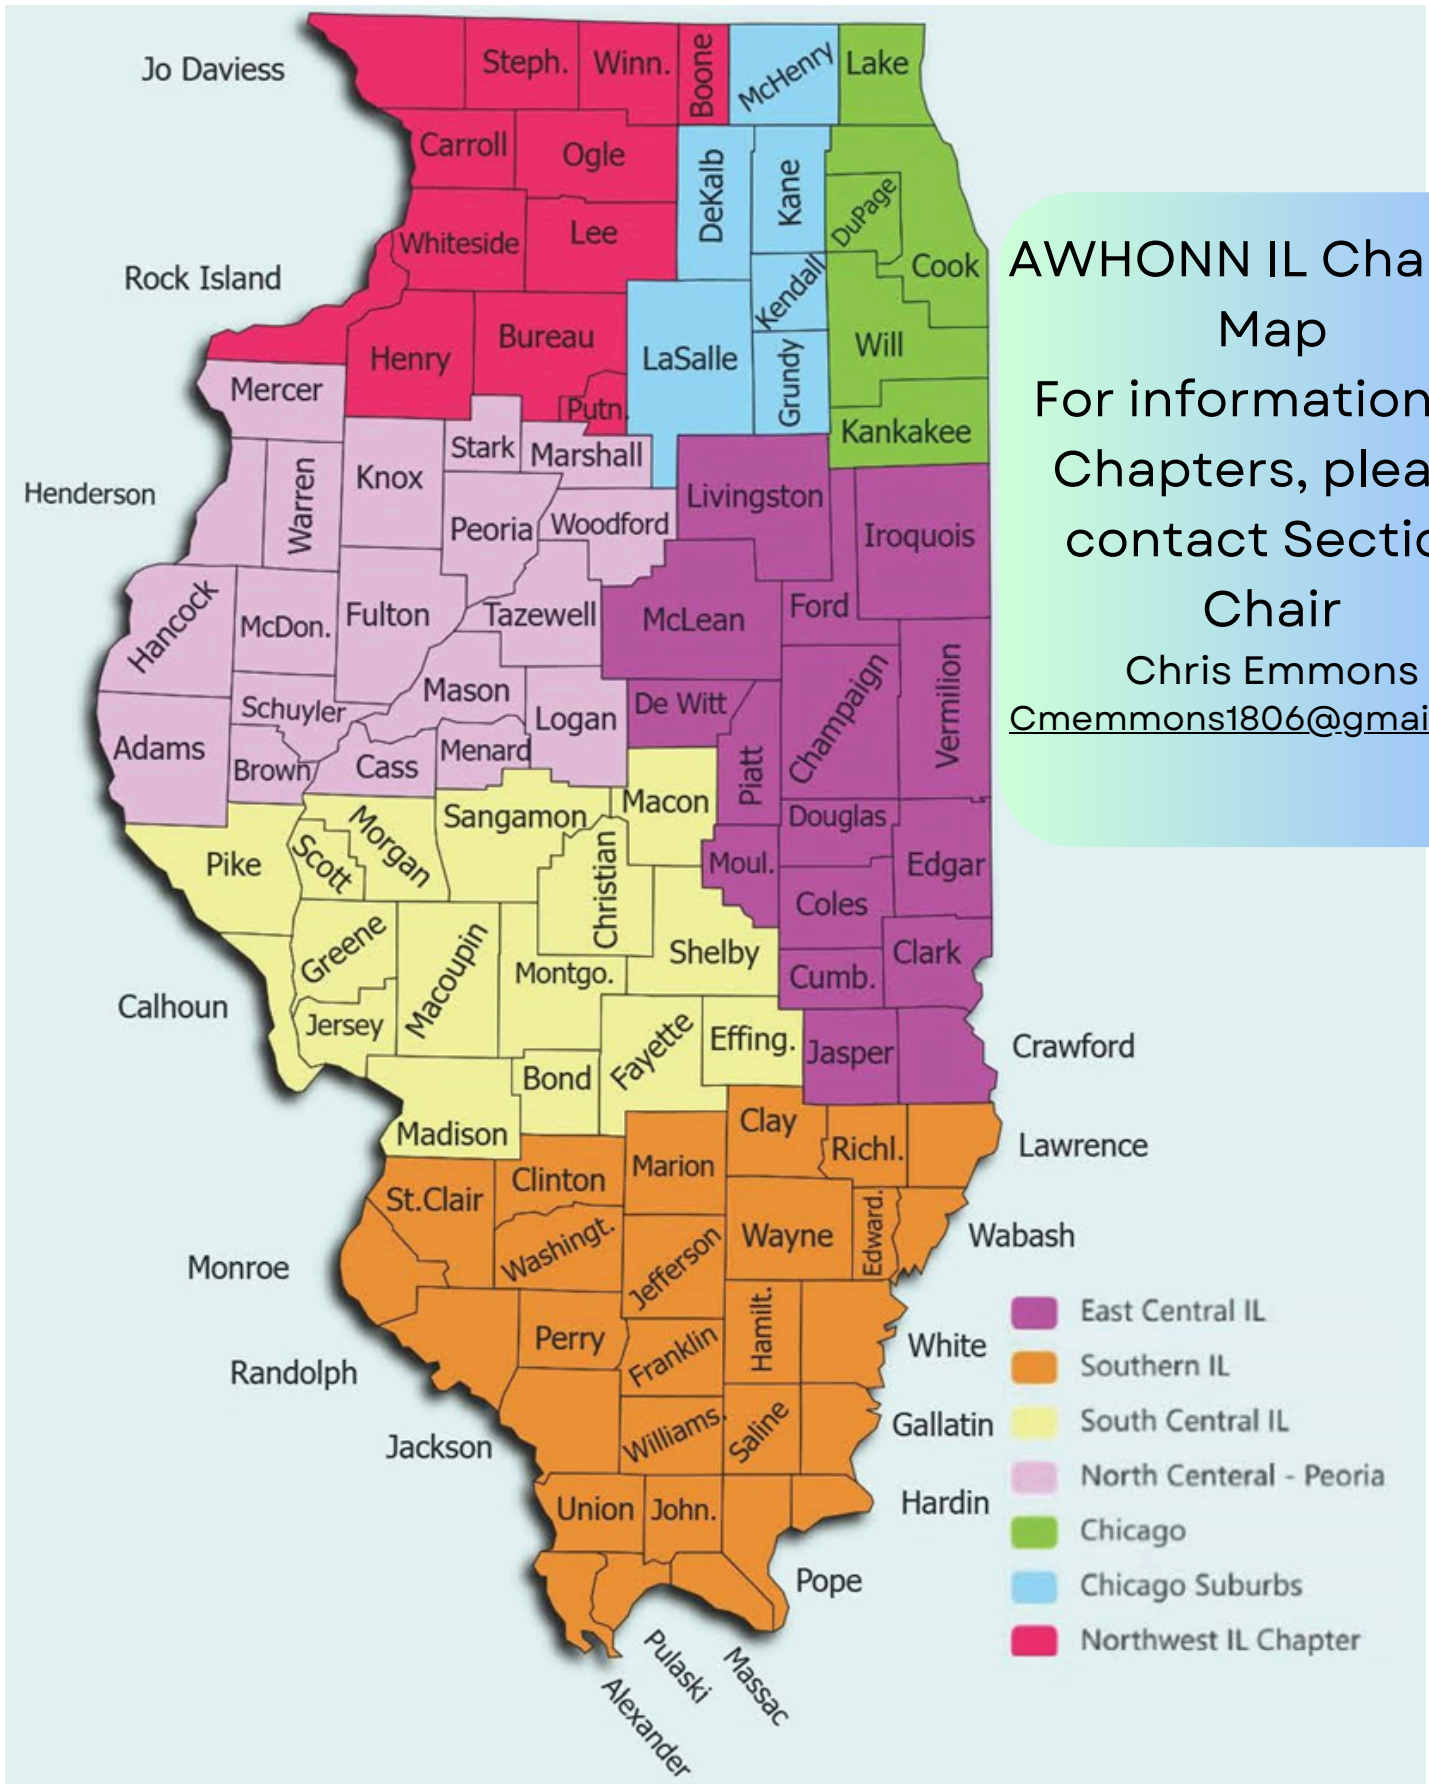 Jo Daviess
Steph.
Winn.
Boone
McHenry
Lake
Carroll
Ogle
DeKalb
Kane
DuPage
Cook
Whiteside
Lee
Rock Island
Kendall
Henry
Bureau
Putn.
LaSalle
Grundy
Will
Kankakee
Mercer
Stark
Marshall
Henderson
Warren
Knox
Peoria
Woodford
Livingston
Iroquois
Hancock
McDon.
Fulton
Tazewell
McLean
Ford
Schuyler
Mason
Logan
De Witt
Champaign
Vermilion
Adams
Brown
Cass
Menard
Piatt
Pike
Scott
Morgan
Sangamon
Christian
Macon
Moul.
Douglas
Edgar
Coles
Greene
Macoupin
Montgo.
Shelby
Cumb.
Clark
Calhoun
Jersey
Fayette
Effing.
Jasper
Crawford
Bond
Madison
Clay
Richl.
Lawrence
St.Clair
Clinton
Marion
Wayne
Edward.
Wabash
Monroe
Washingt.
Jefferson
Hamilt.
White
Randolph
Perry
Franklin
Jackson
Williams.
Saline
Gallatin
Union
John.
Hardin
Pope
Pulaski
Massac
Alexander
AWHONN IL Cha
Map
For information
Chapters, plea
contact Sectio
Chair
Chris Emmons
Cmemmons1806@gmai
East Central IL
Southern IL
South Central IL
North Centeral - Peoria
Chicago
Chicago Suburbs
Northwest IL Chapter